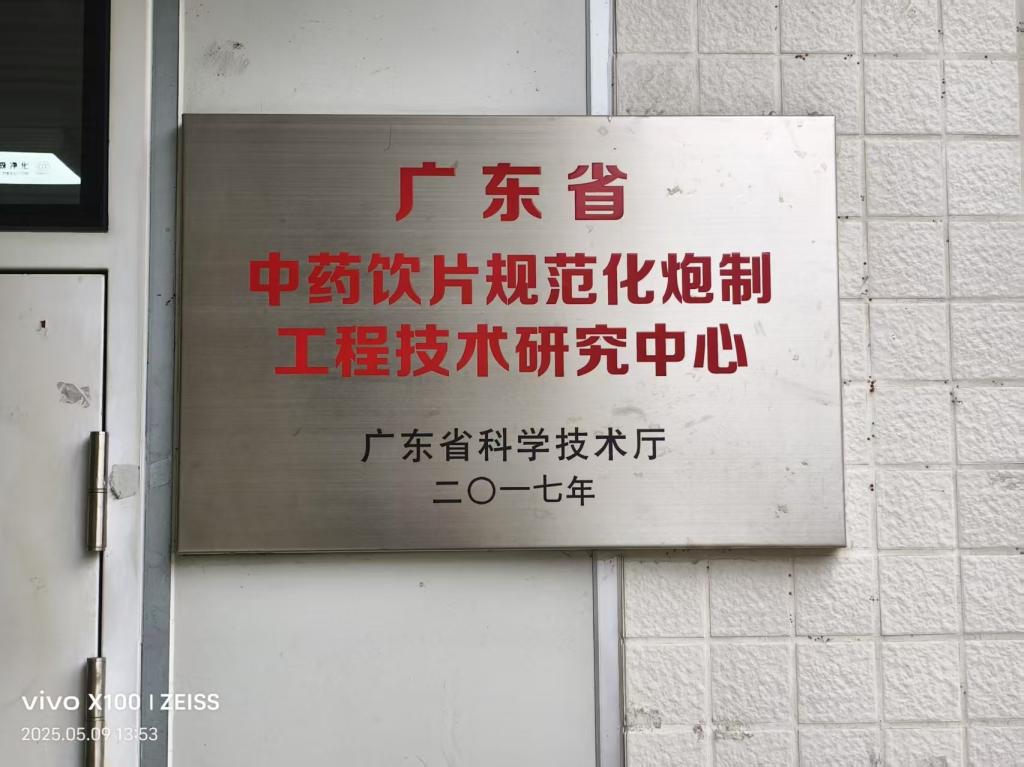 净化
广东省
中药饮片规范化炮制
工程技术研究中心
广东省科学技术厅
二〇一七年
vivo X100 | ZEISS
2025.05.09 13:53